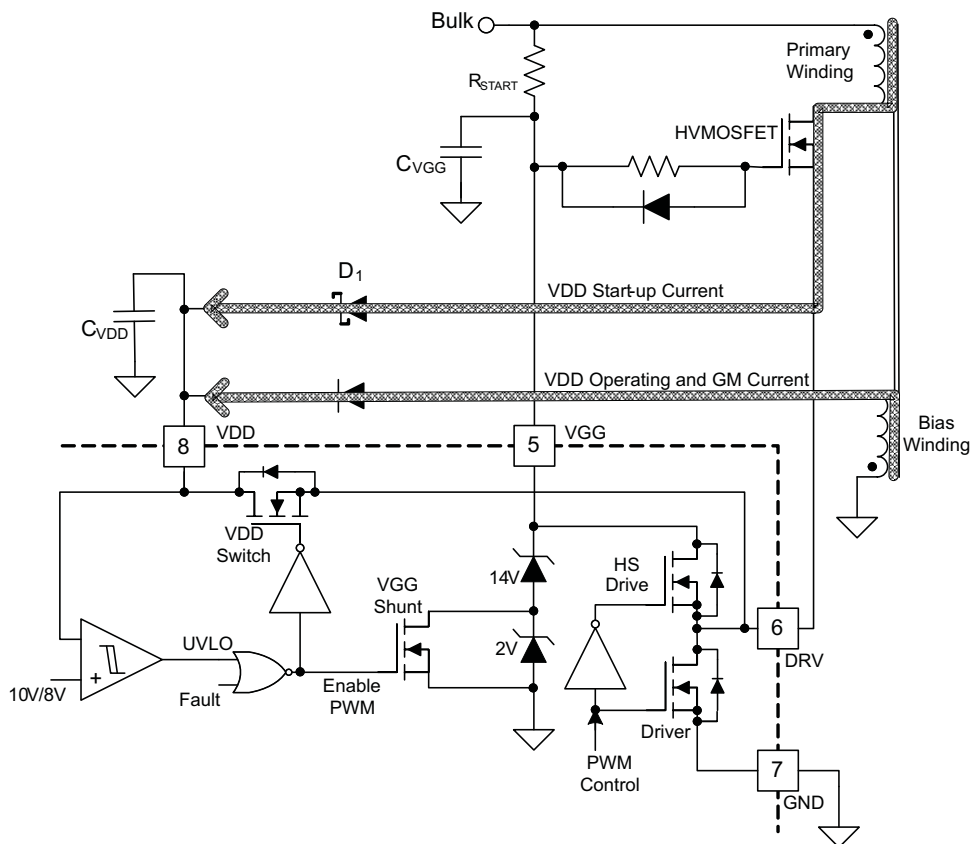 Bulk
Primary
Winding
RSTART
HVMOSFET
CVGG
D1
VDD Start-up Current
CVDD
VDD Operating and GM Current
8
VDD
5
VGG
Bias
Winding
VDD
Switch
VGG
Shunt
14V
HS
Drive
2V
6
DRV
UVLO
10V/8V
+
Fault
Enable
PWM
Driver
PWM
Control
7
GND